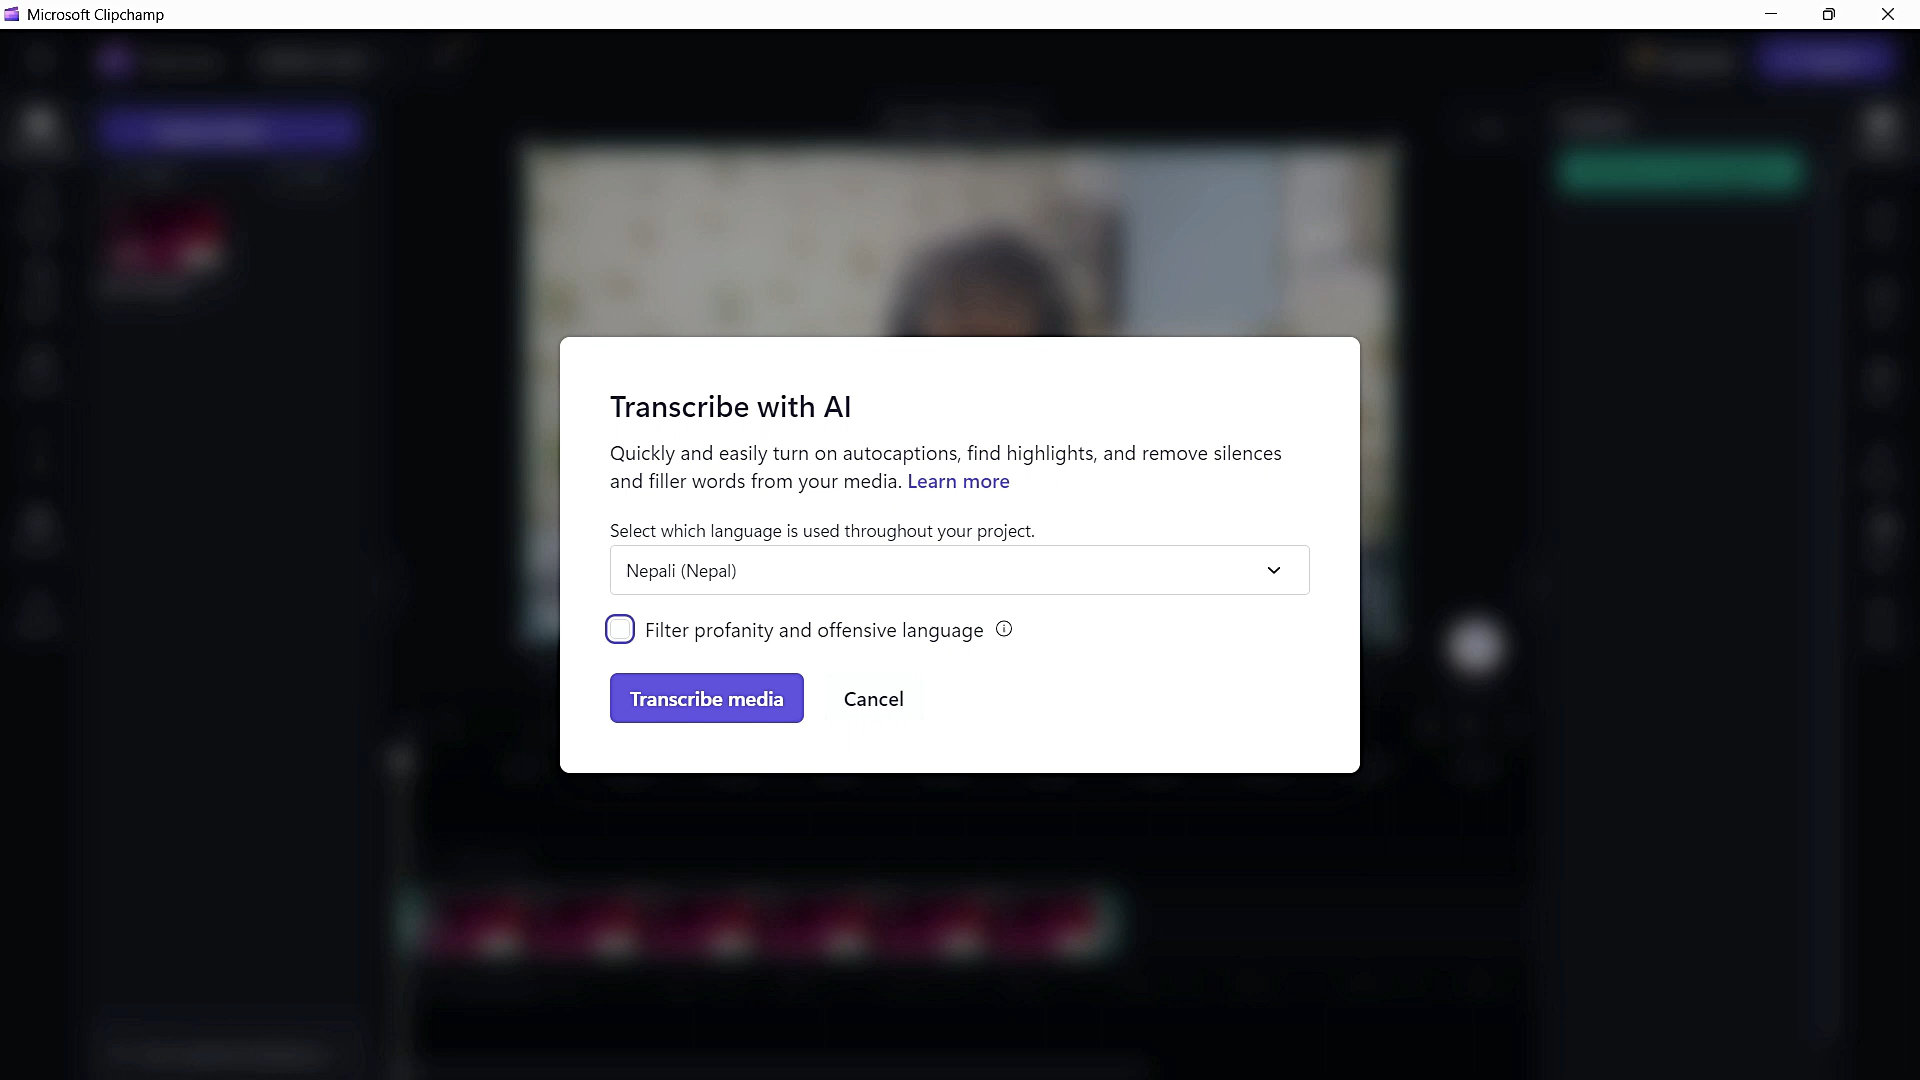 Microsoft Clipchamp
Transcribe with AI
Quickly and easily turn on autocaptions, find highlights, and remove silences
and filler words from your media. Learn more
Select which language is used throughout your project.
Nepali (Nepal)
Filter profanity and offensive language
Transcribe media
Cancel